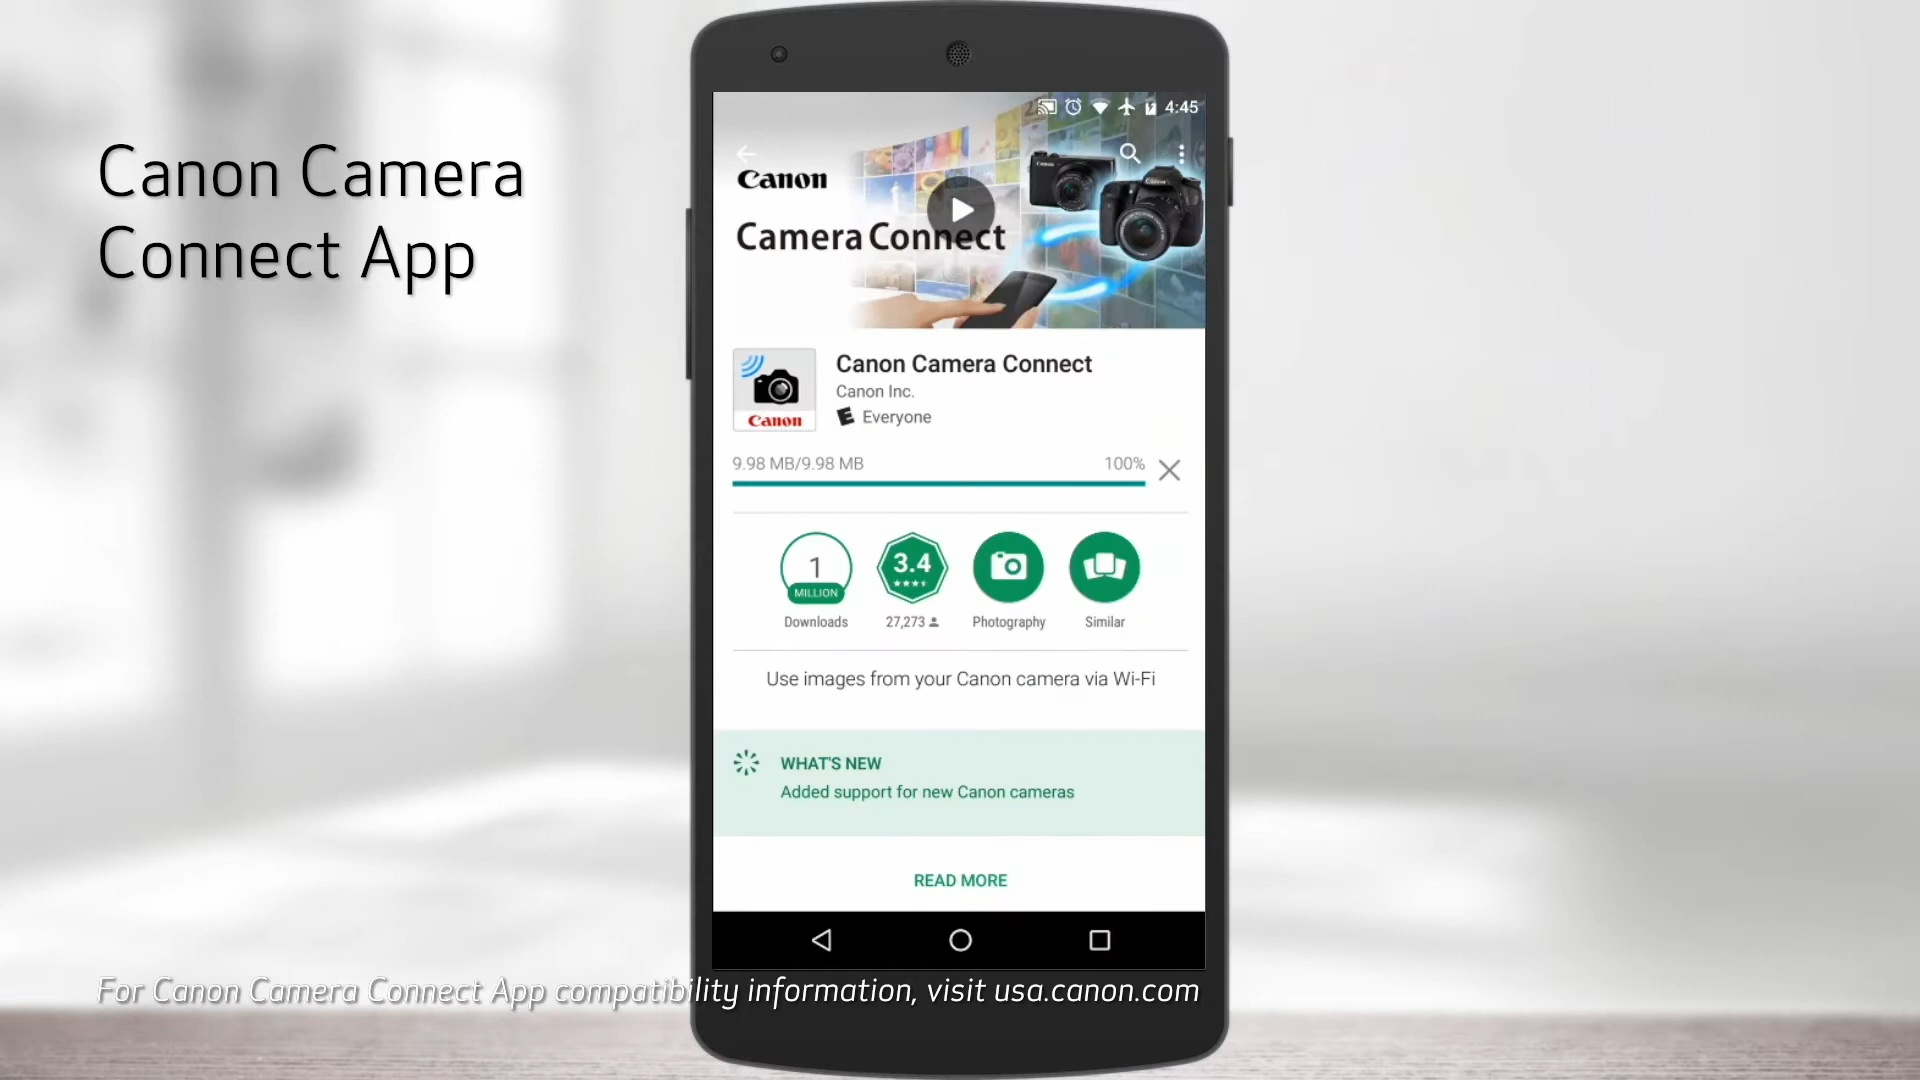 Canon Camera
Connect App
4:45
Canon
Camera Connect
Canon Camera Connect
Canon Inc.
E Everyone
Canon
9.98 MB/9.98 MB 100%
1
MILLION
Downloads
3.4
27,273
Photography
Similar
Use images from your Canon camera via Wi-Fi
WHAT'S NEW
Added support for new Canon cameras
READ MORE
For Canon Camera Connect App compatibility information, visit usa.canon.com